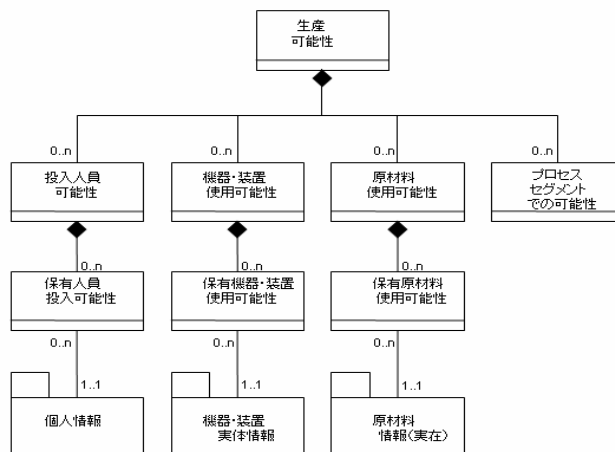 生産
可能性
0..n
0..n
0..n
0..n
投入人員
可能性
機器・装置
使用可能性
原材料
使用可能性
プロセス
セグメント
での可能性
0..n
0..n
0..n
保有人員
投入可能性
保有機器・装置
使用可能性
保有原材料
使用可能性
0..n
0..n
0..n
1..1
1..1
1..1
個人情報
機器・装置
実体情報
原材料
情報(実在)